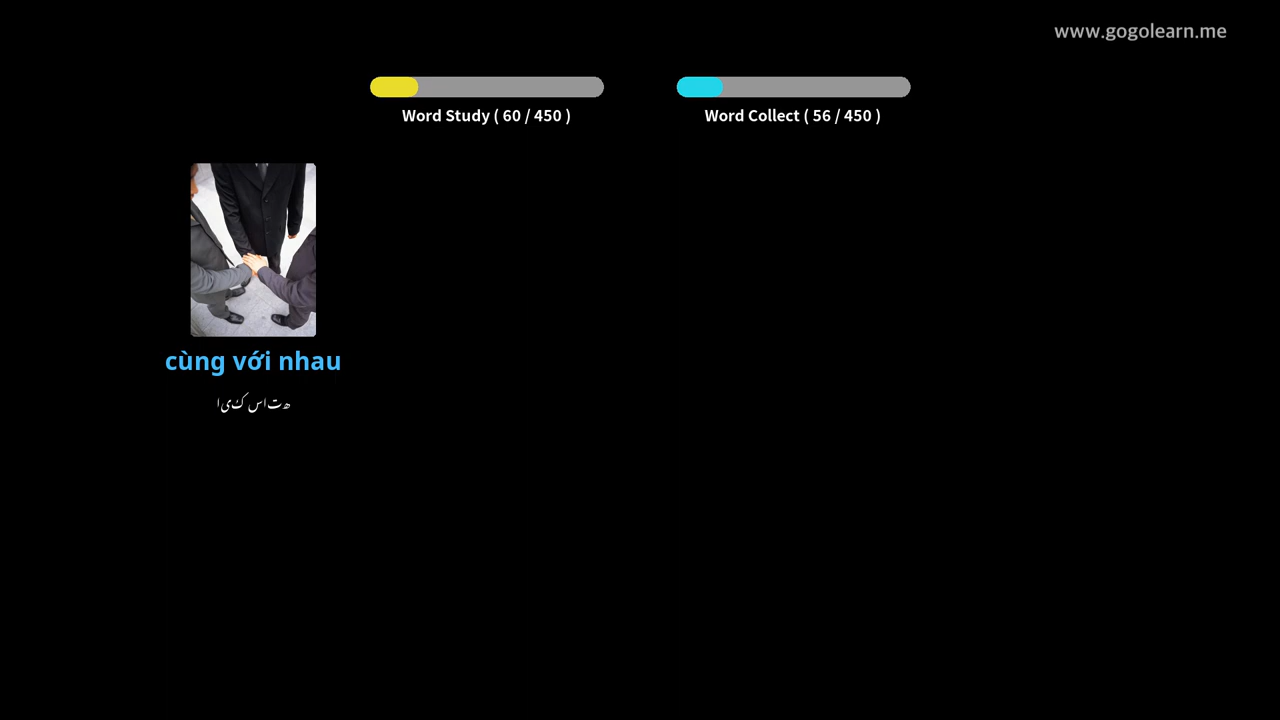 www.gogolearn.me
Word Study ( 60 / 450 )
Word Collect ( 56 / 450 )
cùng với nhau
ایک ساتھ